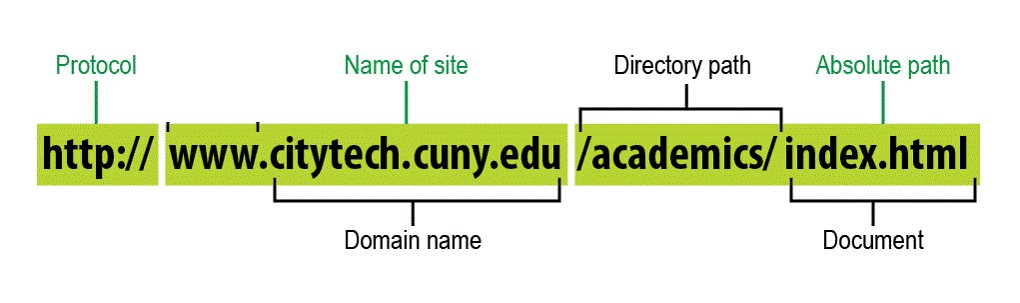 Protocol Name of site Directory path Absolute path
http:// www.citytech.cuny.edu /academics/ index.html
Domain name Document